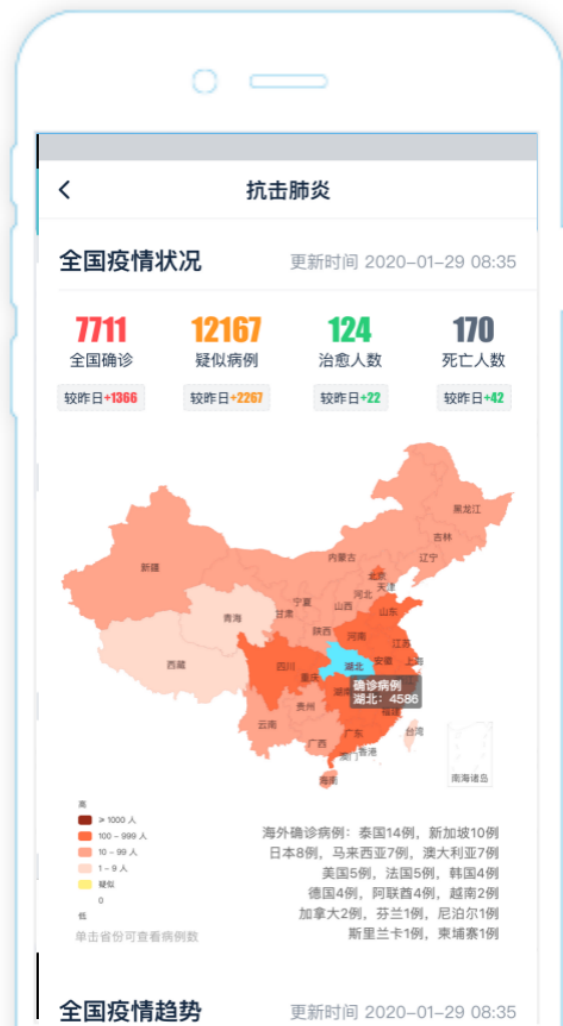 抗击肺炎
全国疫情状况 更新时间 2020-01-29 08:35
7711 12167 124 170
全国确诊 疑似病例 治愈人数 死亡人数
较昨日+1366 较昨日+2267 较昨日+22 较昨日+42
黑龙江
吉林
内蒙古 辽宁
新疆 北京
天津
河北
宁夏 山西 山东
青海 甘肃
陕西 河南
江苏
西藏 四川 湖北 安徽 上海
重庆
确诊病例
湖北: 4586
湖南
贵州
福建
云南 广东 台湾
广西
澳门 香港
海南 南海诸岛
高
≥ 1000 人
100 - 999 人
10 - 99 人
1 - 9 人
疑似
0
低
单击省份可查看病例数
海外确诊病例：泰国14例，新加坡10例
日本8例，马来西亚7例，澳大利亚7例
美国5例，法国5例，韩国4例
德国4例，阿联酋4例，越南2例
加拿大2例，芬兰1例，尼泊尔1例
斯里兰卡1例，柬埔寨1例
全国疫情趋势 更新时间 2020-01-29 08:35